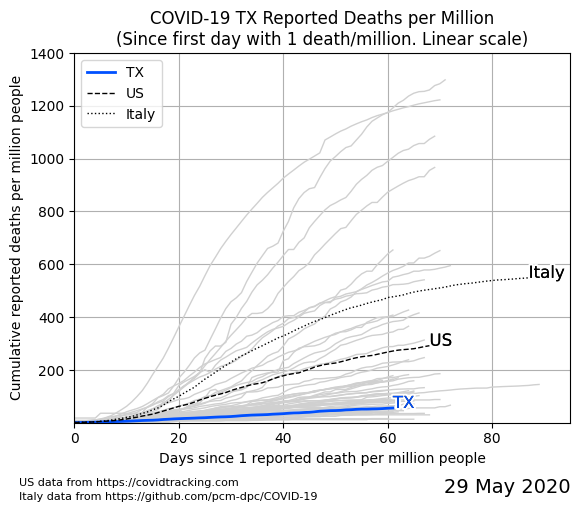 COVID-19 TX Reported Deaths per Million
(Since first day with 1 death/million. Linear scale)
Cumulative reported deaths per million people
1400
1200
1000
800
600
400
200
TX
US
Italy
Italy
US
TX
0
20
40
60
80
Days since 1 reported death per million people
US data from https://covidtracking.com
Italy data from https://github.com/pcm-dpc/COVID-19
29 May 2020